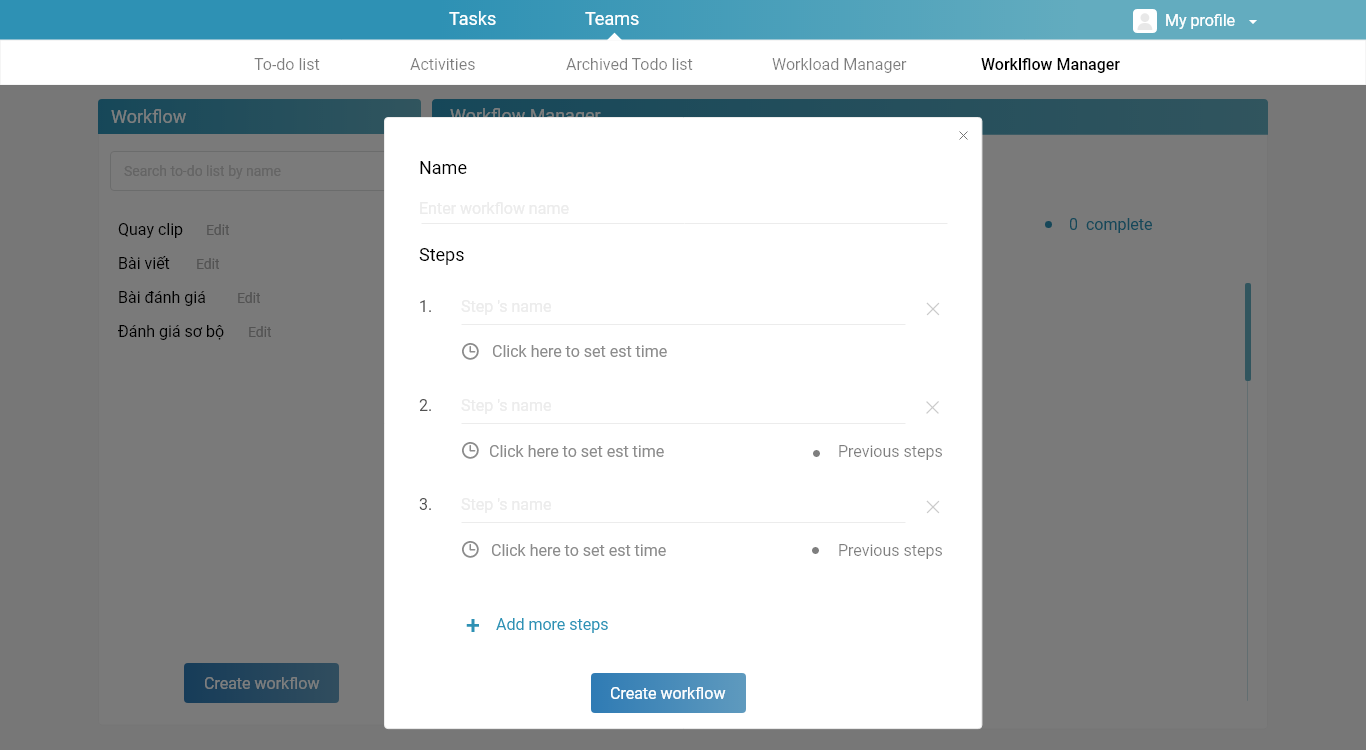 Tasks
Teams
My profile
To-do list
Activities
Archived Todo list
Workload Manager
Worklflow Manager
Workflow
Workflow Manager
Search to-do list by name
Quay clip Edit
Bài viết Edit
Bài đánh giá Edit
Đánh giá sơ bộ Edit
Create workflow
0 complete
Name
Enter workflow name
Steps
1. Step 's name
Click here to set est time
2. Step 's name
Click here to set est time
Previous steps
3. Step 's name
Click here to set est time
Previous steps
+ Add more steps
Create workflow